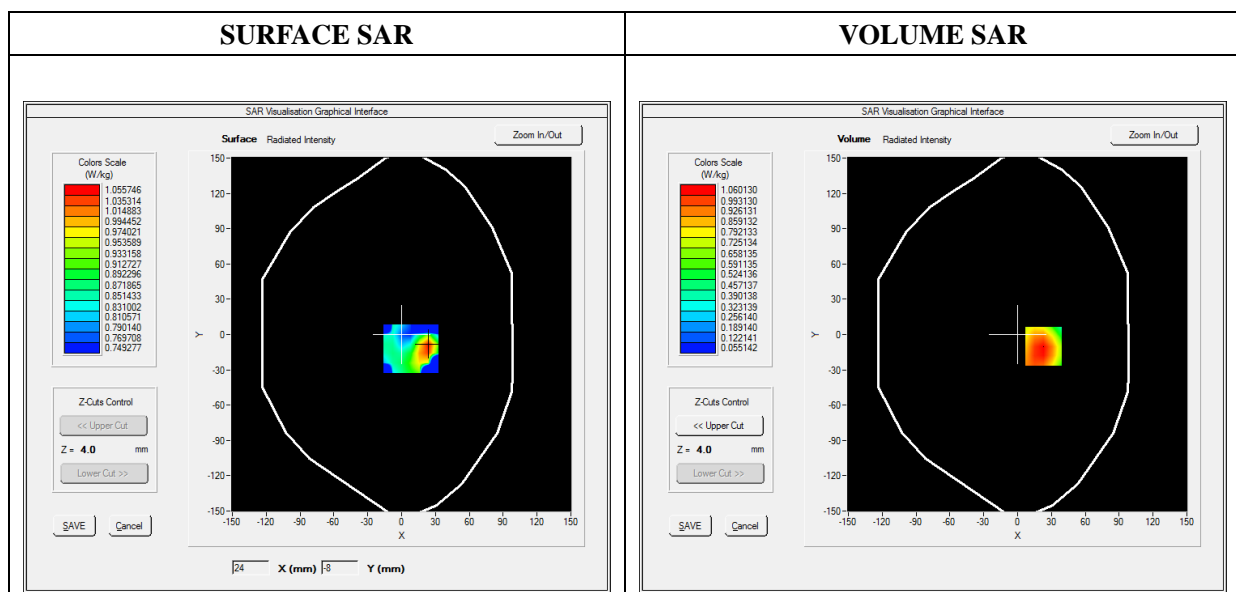 SURFACE SAR
VOLUME SAR
SAR Visualisation Graphical Interface
Surface Radiated Intensity
Zoom In/Out
Colors Scale
(W/kg)
1.055746
1.035314
1.014883
0.994452
0.974021
0.953589
0.933158
0.912727
0.892296
0.871865
0.851433
0.831002
0.810571
0.790140
0.769708
0.749277
Z-Cuts Control
<< Upper Cut
Z = 4.0 mm
Lower Cut >>
SAVE Cancel
150
120
90
60
30
0
-30
-60
-90
-120
-150
Y
-150 -120 -90 -60 -30 0 30 60 90 120 150
X
24 X (mm) -8 Y (mm)
SAR Visualisation Graphical Interface
Volume Radiated Intensity
Zoom In/Out
Colors Scale
(W/kg)
1.060130
0.993130
0.926131
0.859132
0.792133
0.725134
0.658135
0.591135
0.524136
0.457137
0.390138
0.323139
0.256140
0.189140
0.122141
0.055142
Z-Cuts Control
<< Upper Cut
Z = 4.0 mm
Lower Cut >>
SAVE Cancel
150
120
90
60
30
0
-30
-60
-90
-120
-150
Y
-150 -120 -90 -60 -30 0 30 60 90 120 150
X